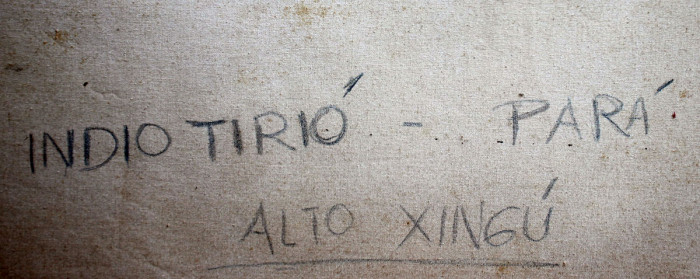 INDIO TIRIÓ - PARÁ
ALTO XINGÚ